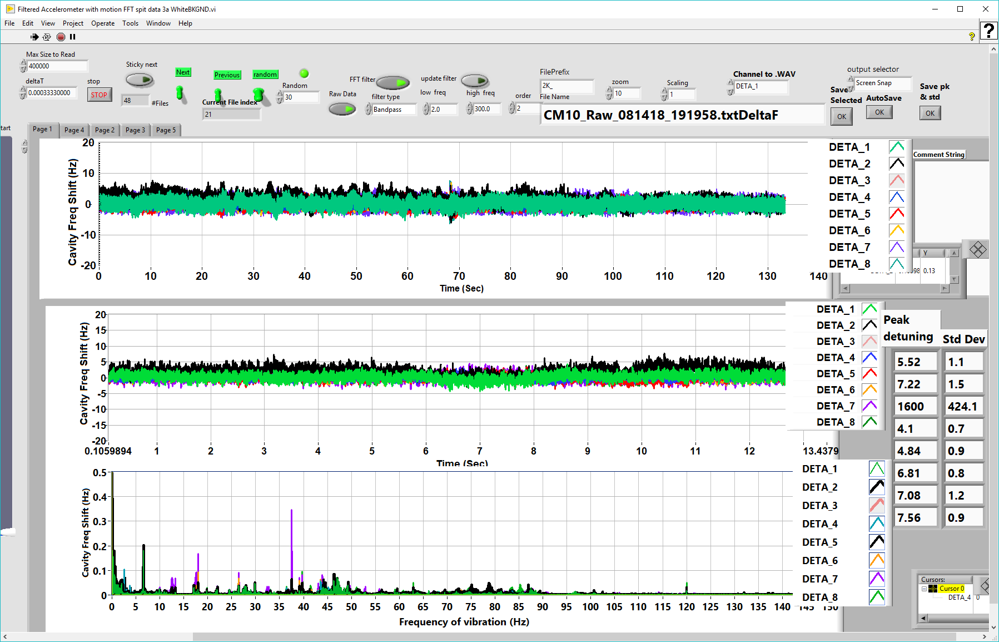 Filtered Accelerometer with motion FFT spit data 3a WhiteBKGND.vi
File Edit View Project Operate Tools Window Help
Max Size to Read
400000
deltaT
0.00033330000
stop
STOP
Sticky next
48
#Files
Next
Previous
random
Current File index
21
Random
30
Raw Data
FFT filter
update filter
filter type
Bandpass
low freq
2.0
high freq
300.0
order
2
FilePrefix
2K_
File Name
CM10_Raw_081418_191958.txtDeltaF
zoom
10
Scaling
1
Channel to .WAV
DETA_1
output selector
Screen Snap
Save
Selected
OK
AutoSave
OK
Save pk
& std
OK
tart
Page 1 Page 4 Page 2 Page 3 Page 5
Cavity Freq Shift (Hz)
20
10
0
-10
-20
0 10 20 30 40 50 60 70 80 90 100 110 120 130 140
Time (Sec)
DETA_1
DETA_2
DETA_3
DETA_4
DETA_5
DETA_6
DETA_7
DETA_8
Comment String
Y
0.13
Cavity Freq Shift (Hz)
20
15
10
5
0
-5
-10
-15
-20
0.1059894 1 2 3 4 5 6 7 8 9 10 11 12 13.4379
Time (Sec)
DETA_1
DETA_2
DETA_3
DETA_4
DETA_5
DETA_6
DETA_7
DETA_8
Peak
detuning Std Dev
5.52 1.1
7.22 1.5
1600 424.1
4.1 0.7
4.84 0.9
6.81 0.8
7.08 1.2
7.56 0.9
Cavity Freq Shift (Hz)
0.5
0.4
0.3
0.2
0.1
0
0 5 10 15 20 25 30 35 40 45 50 55 60 65 70 75 80 85 90 95 100 105 110 115 120 125 130 135 140 145 150
Frequency of vibration (Hz)
DETA_1
DETA_2
DETA_3
DETA_4
DETA_5
DETA_6
DETA_7
DETA_8
Cursors:
Cursor 0
DETA_4 0